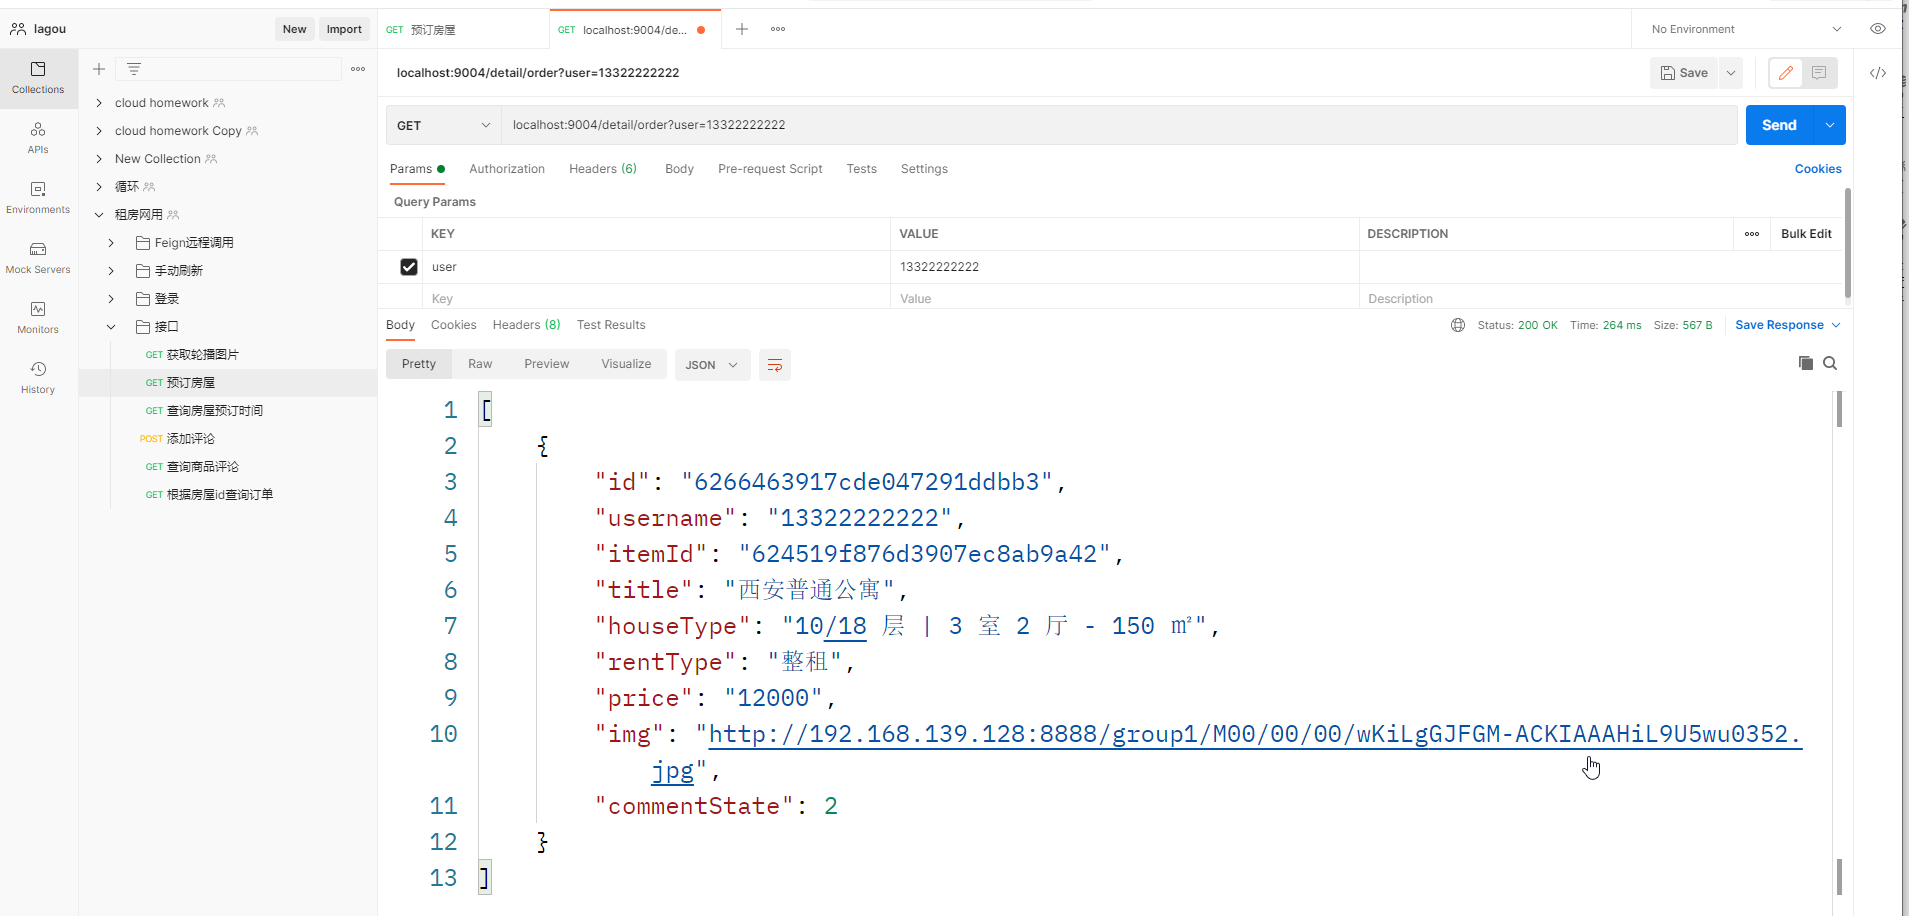 lagou
New
Import
GET 预订房屋
GET localhost:9004/de...
No Environment
Collections
APIs
Environments
Mock Servers
Monitors
History
cloud homework
cloud homework Copy
New Collection
循环
租房网用
Feign远程调用
手动刷新
登录
接口
GET 获取轮播图片
GET 预订房屋
GET 查询房屋预订时间
POST 添加评论
GET 查询商品评论
GET 根据房屋id查询订单
localhost:9004/detail/order?user=13322222222
Save
GET
localhost:9004/detail/order?user=13322222222
Send
Params Authorization Headers (6) Body Pre-request Script Tests Settings Cookies
Query Params
KEY VALUE DESCRIPTION Bulk Edit
user 13322222222
Key Value Description
Body Cookies Headers (8) Test Results Status: 200 OK Time: 264 ms Size: 567 B Save Response
Pretty Raw Preview Visualize JSON
1 [
2 {
3 "id": "6266463917cde047291ddbb3",
4 "username": "13322222222",
5 "itemId": "624519f876d3907ec8ab9a42",
6 "title": "西安普通公寓",
7 "houseType": "10/18 层 | 3 室 2 厅 - 150 ㎡",
8 "rentType": "整租",
9 "price": "12000",
10 "img": "http://192.168.139.128:8888/group1/M00/00/00/wKiLgGJFGM-ACKIAAAHiL9U5wu0352.
jpg",
11 "commentState": 2
12 }
13 ]